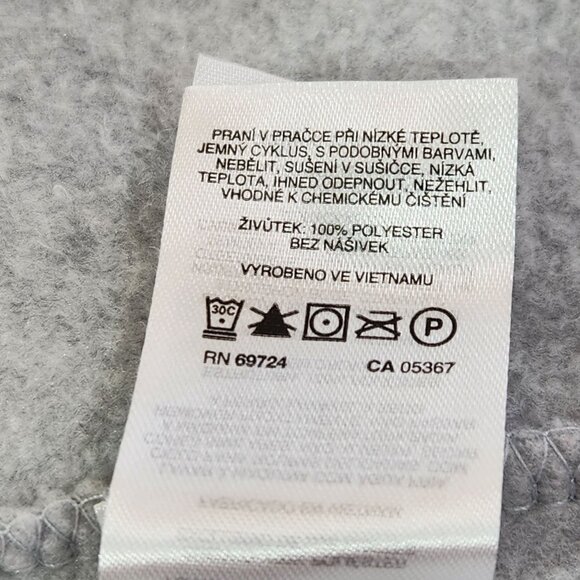 PRANÍ V PRAČCE PŘI NÍZKÉ TEPLOTĚ,
JEMNÝ CYKLUS, S PODOBNÝMI BARVAMI,
NEBĚLIT, SUŠENÍ V SUŠIČCE, NÍZKÁ
TEPLOTA, IHNED ODEPNOUT, NEŽEHLIT,
VHODNÉ K CHEMICKÉMU ČIŠTĚNÍ
ŽIVŮTEK: 100% POLYESTER
BEZ NÁŠIVEK
VYROBENO VE VIETNAMU
30C P
RN 69724 CA 05367